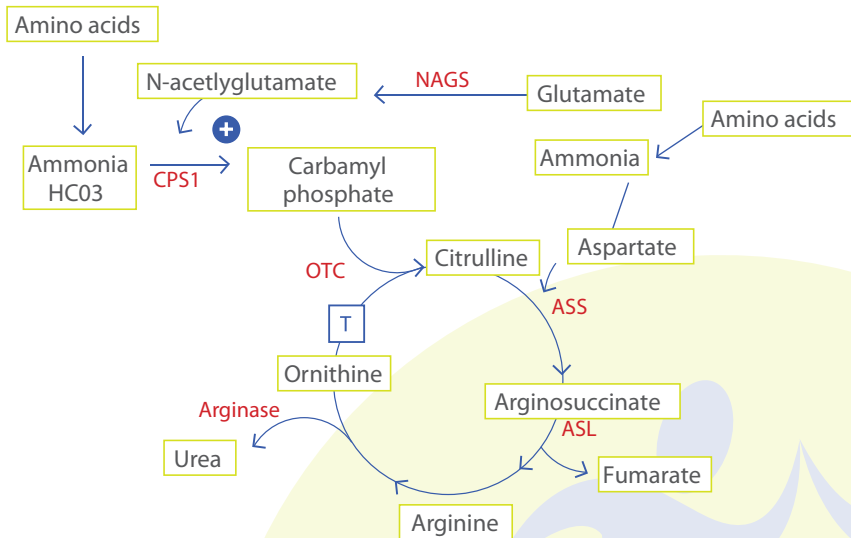 Amino acids
N-acetlyglutamate
NAGS
Glutamate
Amino acids
+
Ammonia
HC03
CPS1
Carbamyl
phosphate
Ammonia
OTC
Citrulline
Aspartate
ASS
T
Ornithine
Arginosuccinate
Arginase
ASL
Urea
Fumarate
Arginine